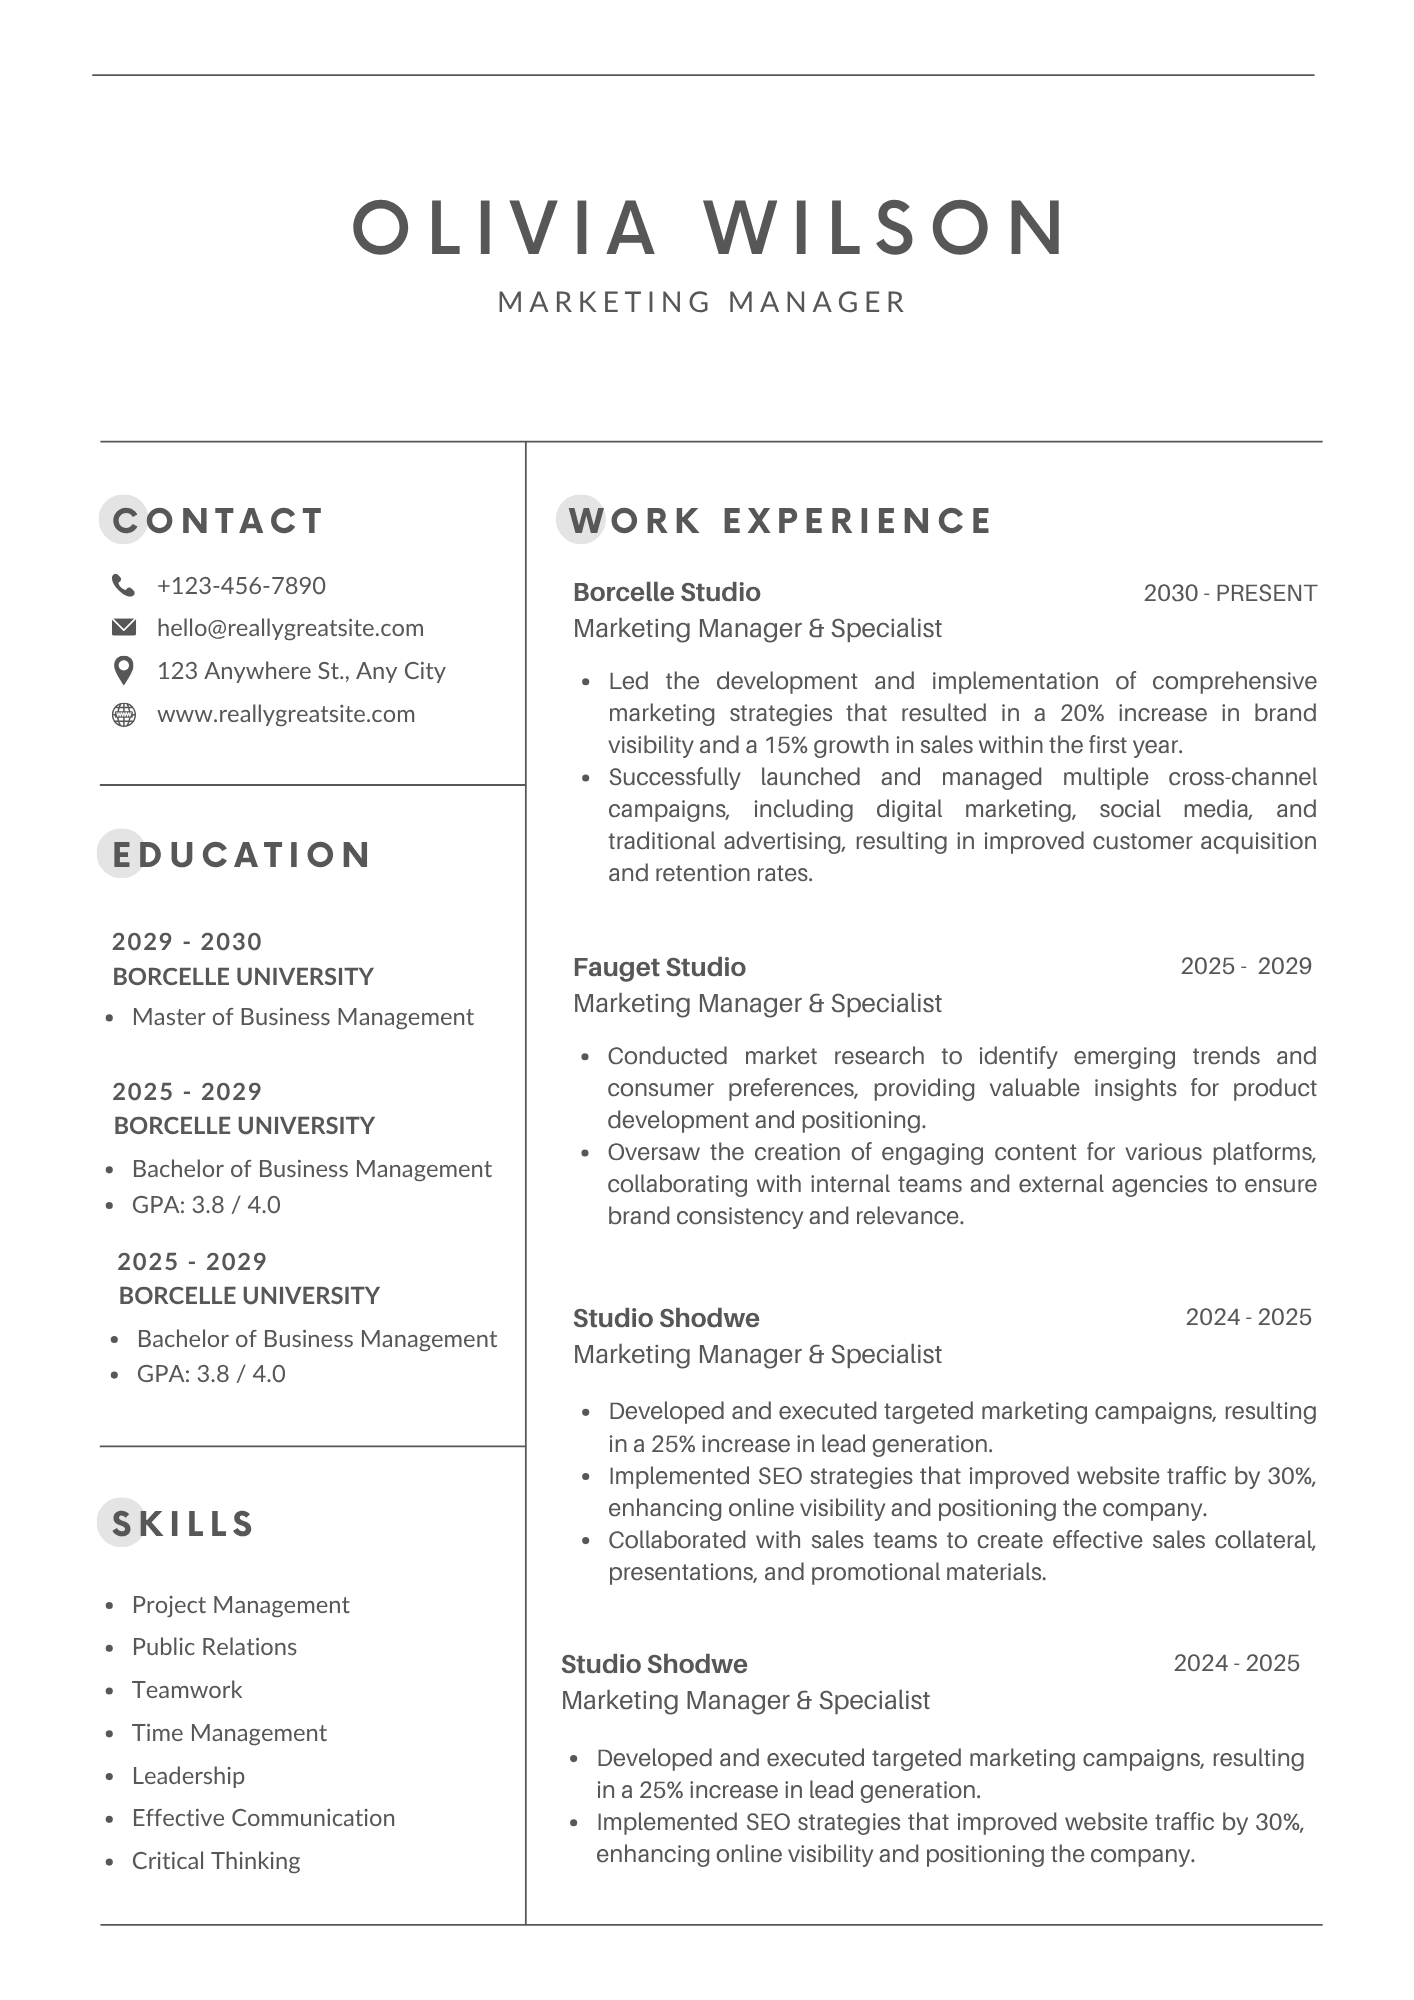 OLIVIA WILSON
MARKETING MANAGER
CONTACT
+123-456-7890
hello@reallygreatsite.com
123 Anywhere St., Any City
www.reallygreatsite.com
EDUCATION
2029 - 2030
BORCELLE UNIVERSITY
• Master of Business Management
2025 - 2029
BORCELLE UNIVERSITY
• Bachelor of Business Management
• GPA: 3.8 / 4.0
2025 - 2029
BORCELLE UNIVERSITY
• Bachelor of Business Management
• GPA: 3.8 / 4.0
SKILLS
• Project Management
• Public Relations
• Teamwork
• Time Management
• Leadership
• Effective Communication
• Critical Thinking
WORK EXPERIENCE
Borcelle Studio 2030 - PRESENT
Marketing Manager & Specialist
• Led the development and implementation of comprehensive
marketing strategies that resulted in a 20% increase in brand
visibility and a 15% growth in sales within the first year.
• Successfully launched and managed multiple cross-channel
campaigns, including digital marketing, social media, and
traditional advertising, resulting in improved customer acquisition
and retention rates.
Fauget Studio 2025 - 2029
Marketing Manager & Specialist
• Conducted market research to identify emerging trends and
consumer preferences, providing valuable insights for product
development and positioning.
• Oversaw the creation of engaging content for various platforms,
collaborating with internal teams and external agencies to ensure
brand consistency and relevance.
Studio Shodwe 2024 - 2025
Marketing Manager & Specialist
• Developed and executed targeted marketing campaigns, resulting
in a 25% increase in lead generation.
• Implemented SEO strategies that improved website traffic by 30%,
enhancing online visibility and positioning the company.
• Collaborated with sales teams to create effective sales collateral,
presentations, and promotional materials.
Studio Shodwe 2024 - 2025
Marketing Manager & Specialist
• Developed and executed targeted marketing campaigns, resulting
in a 25% increase in lead generation.
• Implemented SEO strategies that improved website traffic by 30%,
enhancing online visibility and positioning the company.